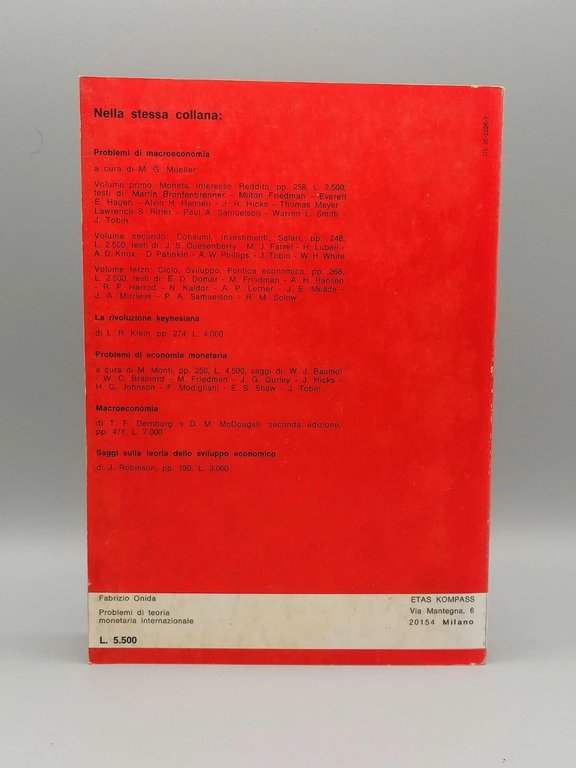 Nella stessa collana:
CL 20-2225-2
Problemi di macroeconomia
a cura di M. G. Mueller
Volume primo: Moneta, Interesse, Reddito, pp. 258, L. 2.500,
testi di: Martin Bronfenbrenner - Milton Friedman - Everett
E. Hagen - Alvin H. Hansen - J. R. Hicks - Thomas Mayer -
Lawrence S. Ritter - Paul A. Samuelson - Warren L. Smith -
J. Tobin
Volume secondo: Consumi, Investimenti, Salari, pp. 248,
L. 2.500, testi di: J. S. Duesenberry - M. J. Farrel - H. Lubell -
A. D. Knox - D. Patinkin - A. W. Phillips - J. Tobin - W. H. White
Volume terzo: Ciclo, Sviluppo, Politica economica, pp. 268,
L. 2.500, testi di: E. D. Domar - M. Friedman - A. H. Hansen
- R. F. Harrod - N. Kaldor - A. P. Lerner - J. E. Meade -
J. A. Mirrless - P. A. Samuelson - R. M. Solow
La rivoluzione keynesiana
di L. R. Klein, pp. 274, L. 4.000
Problemi di economia monetaria
a cura di M. Monti, pp. 250, L. 4.500, saggi di: W. J. Baumol
- W. C. Brainard - M. Friedman - J. G. Gurley - J. Hicks -
H. G. Johnson - F. Modigliani - E. S. Shaw - J. Tobin
Macroeconomia
di T. F. Dernburg e D. M. McDougall, seconda edizione,
pp. 471, L. 7.000
Saggi sulla teoria dello sviluppo economico
di J. Robinson, pp. 190, L. 3.000
Fabrizio Onida
Problemi di teoria
monetaria internazionale
L. 5.500
ETAS KOMPASS
Via Mantegna, 6
20154 Milano